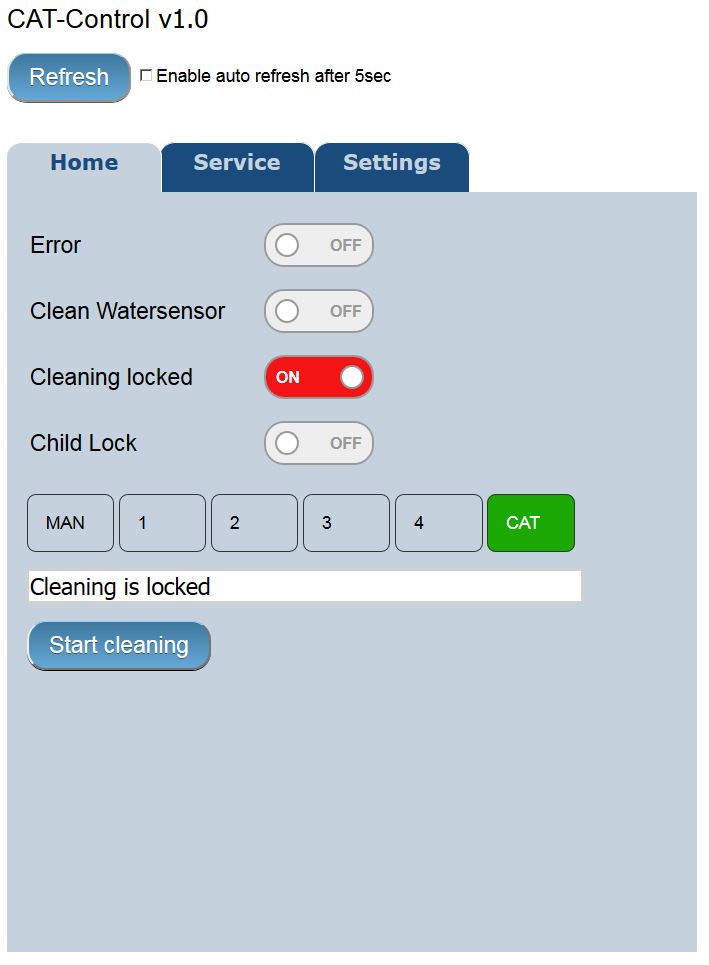 CAT-Control v1.0
Refresh Enable auto refresh after 5sec
Home Service Settings
Error OFF
Clean Watersensor OFF
Cleaning locked ON
Child Lock OFF
MAN 1 2 3 4 CAT
Cleaning is locked
Start cleaning